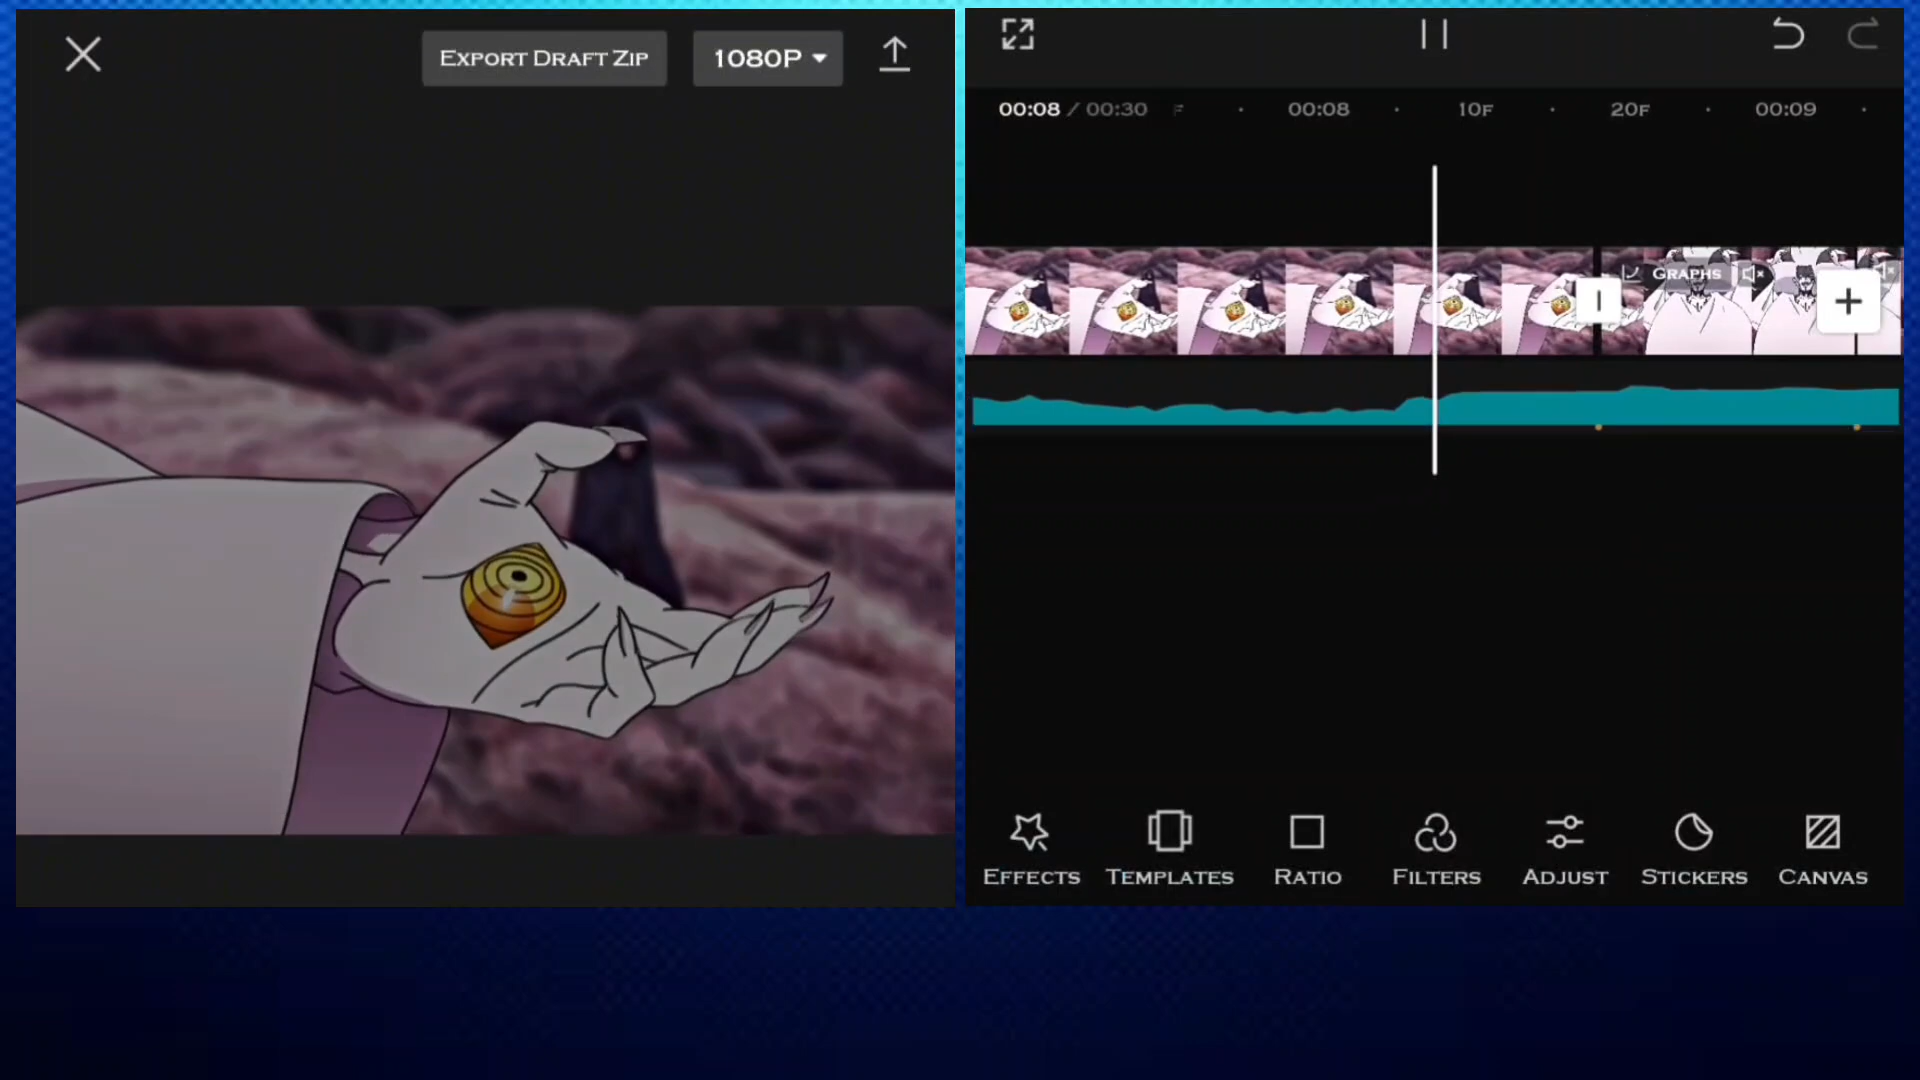 EXPORT DRAFT ZIP
1080P
00:08 / 00:30
F
00:08
10F
20F
00:09
GRAPHS
EFFECTS
TEMPLATES
RATIO
FILTERS
ADJUST
STICKERS
CANVAS